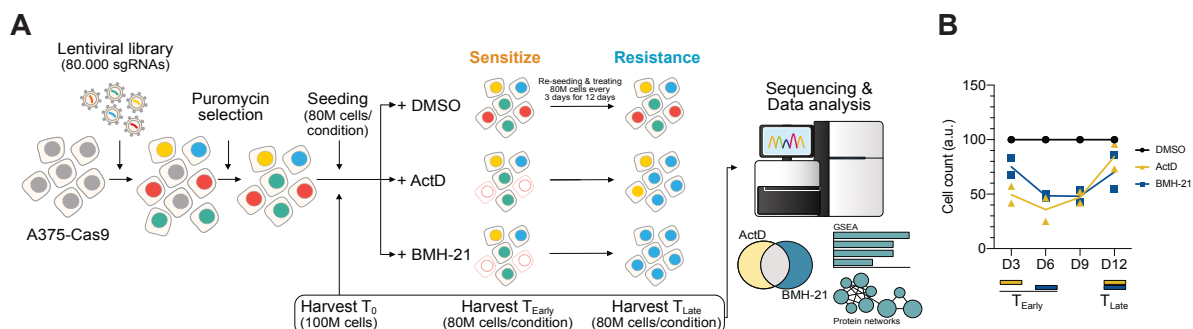 A
Lentiviral library
(80.000 sgRNAs)
Puromycin
selection
Seeding
(80M cells/
condition)
A375-Cas9
Sensitize
Resistance
+ DMSO
Re-seeding & treating
80M cells every
3 days for 12 days
+ ActD
+ BMH-21
Harvest T0
(100M cells)
Harvest TEarly
(80M cells/condition)
Harvest TLate
(80M cells/condition)
Sequencing &
Data analysis
GSEA
ActD
BMH-21
Protein networks
B
Cell count (a.u.)
150
100
50
0
D3 D6 D9 D12
TEarly
TLate
DMSO
ActD
BMH-21